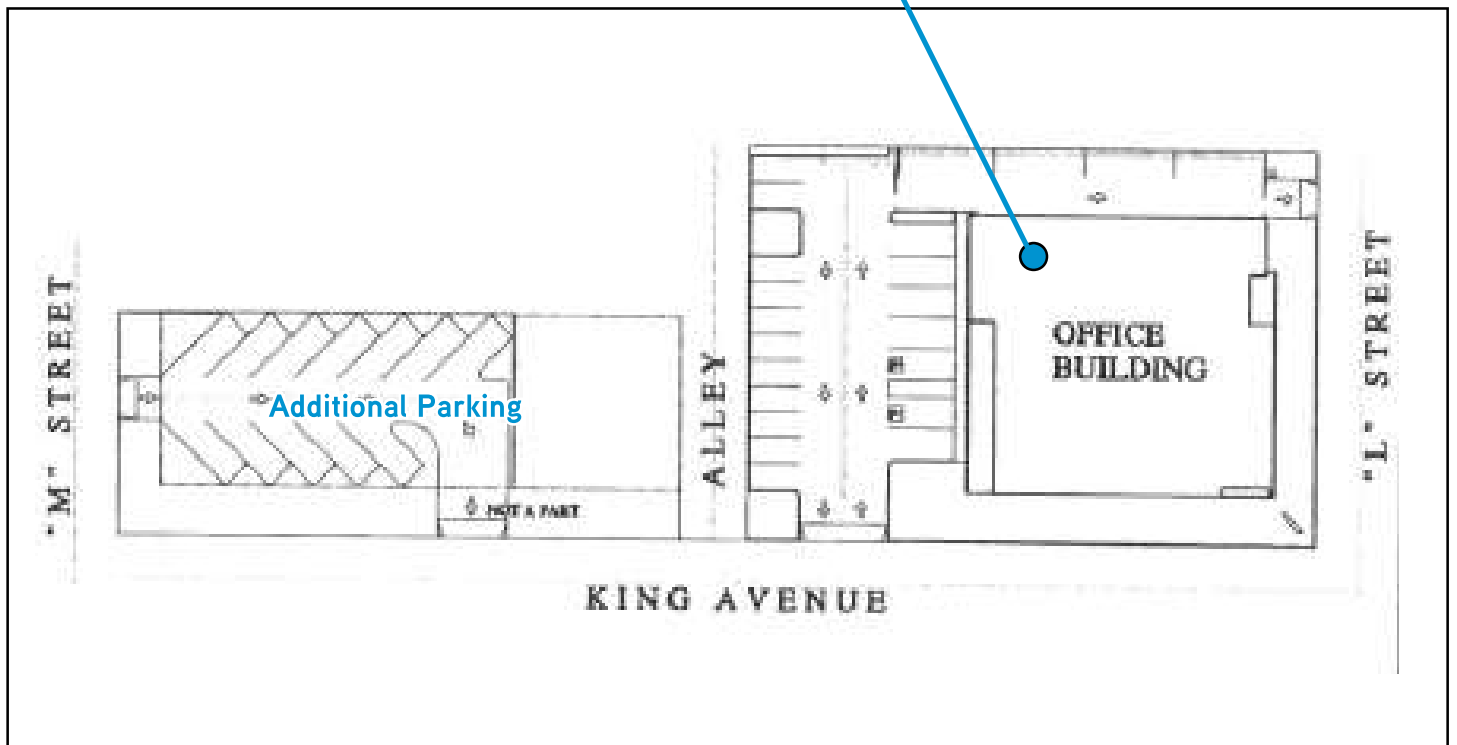 "M" STREET
Additional Parking
NOT A PART
ALLEY
OFFICE
BUILDING
"L" STREET
KING AVENUE